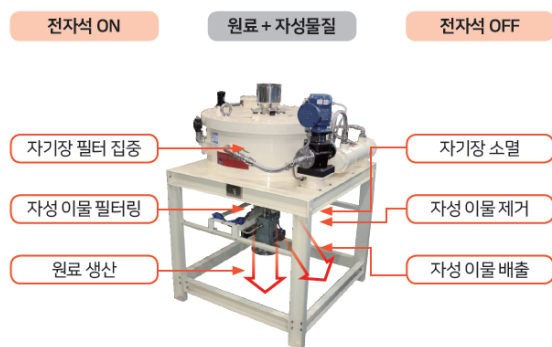 전자석 ON
원료 + 자성물질
전자석 OFF
자기장 필터 집중
자기장 소멸
자성 이물 필터링
자성 이물 제거
원료 생산
자성 이물 배출